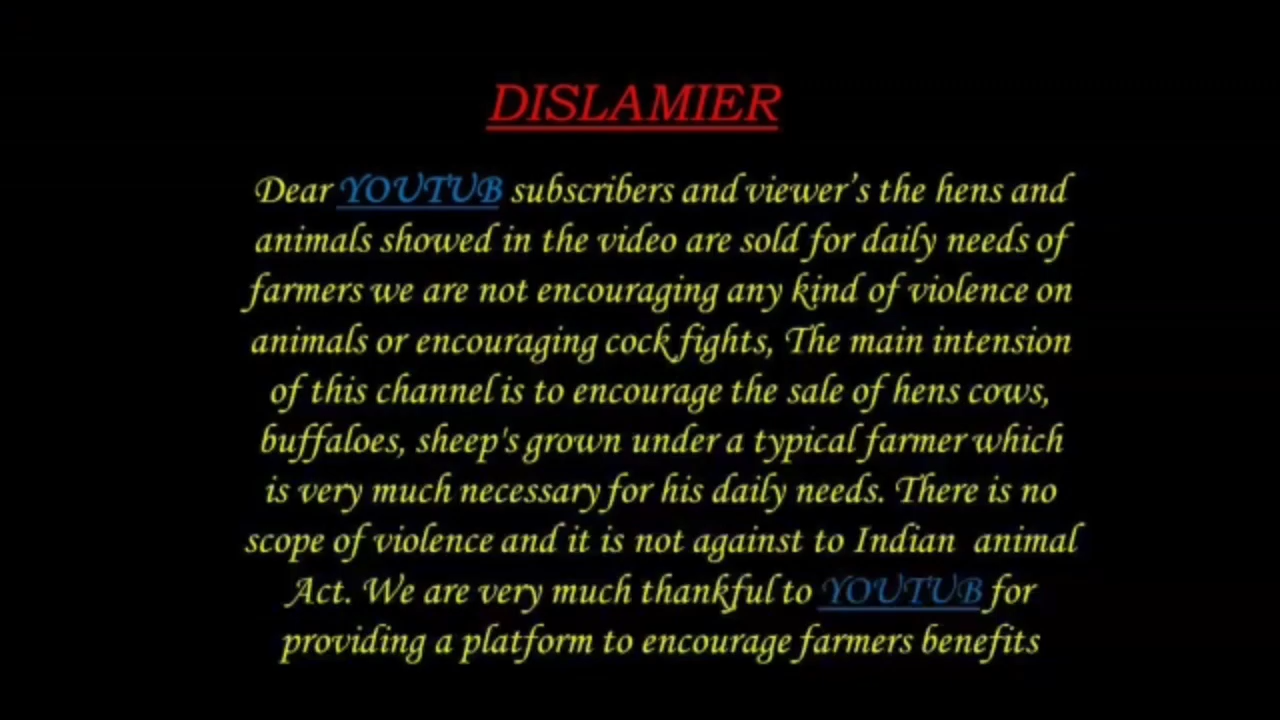 DISLAMIER
Dear YOUTUB subscribers and viewer’s the hens and
animals showed in the video are sold for daily needs of
farmers we are not encouraging any kind of violence on
animals or encouraging cock fights, The main intension
of this channel is to encourage the sale of hens cows,
buffaloes, sheep's grown under a typical farmer which
is very much necessary for his daily needs. There is no
scope of violence and it is not against to Indian  animal
Act. We are very much thankful to YOUTUB for
providing a platform to encourage farmers benefits